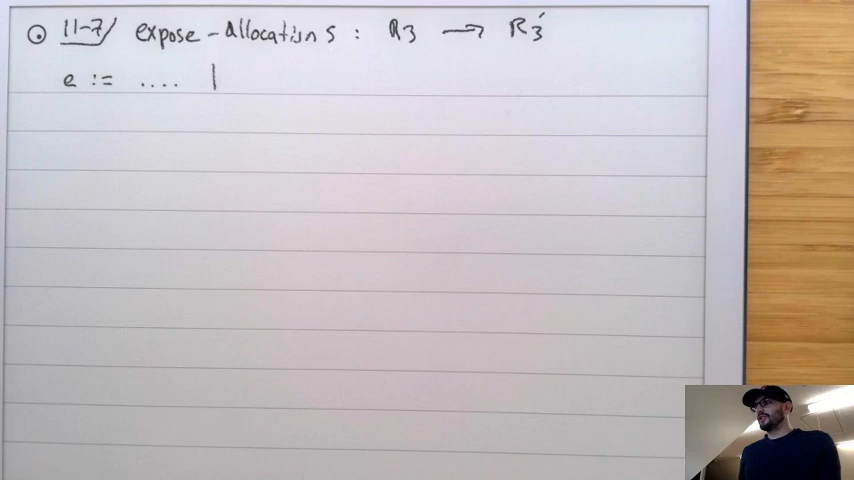 ⊙ 11-7/ expose-allocations : R3 → R3'
e := .... |